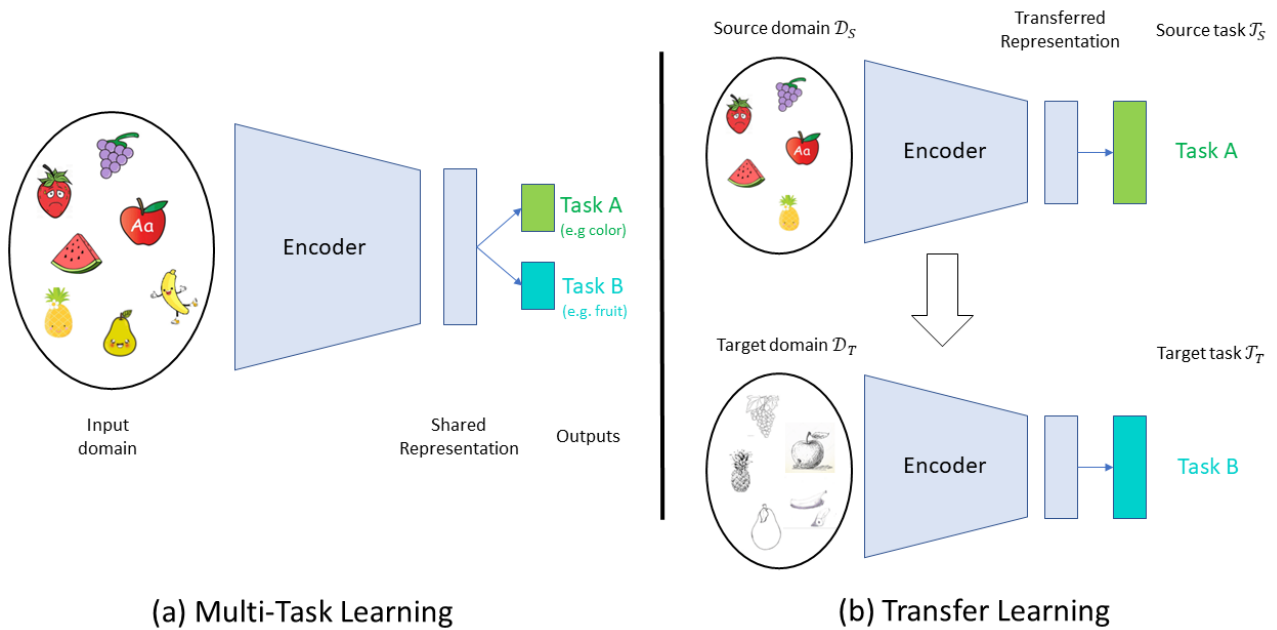 Aa
Encoder
Task A
(e.g color)
Task B
(e.g. fruit)
Input
domain
Shared
Representation
Outputs
(a) Multi-Task Learning
Source domain 𝒟_S
Transferred
Representation
Source task 𝒯_S
Aa
Encoder
Task A
Target domain 𝒟_T
Target task 𝒯_T
Encoder
Task B
(b) Transfer Learning